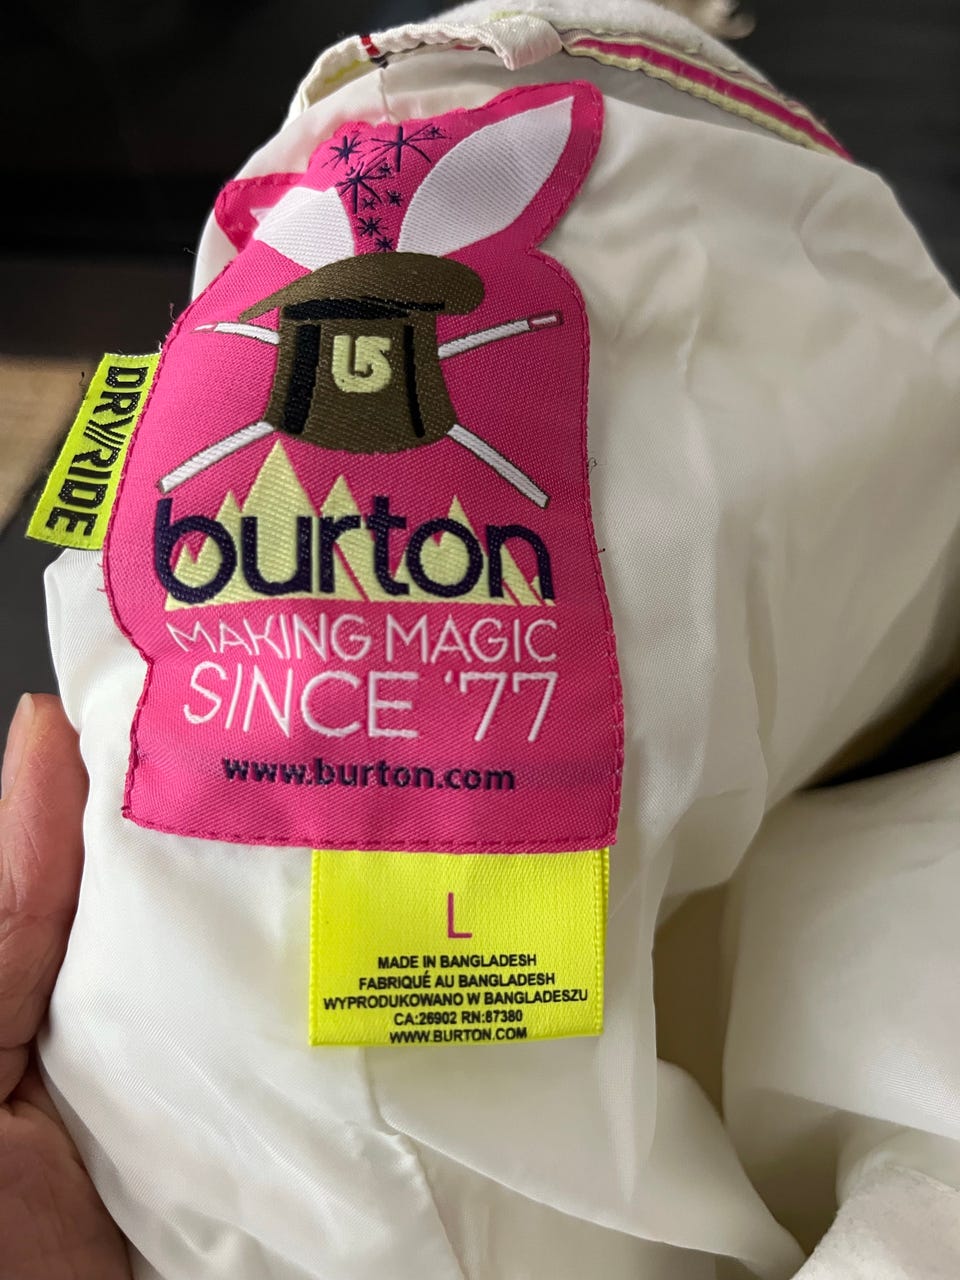 DRY//RIDE
burton
MAKING MAGIC
SINCE '77
www.burton.com
L
MADE IN BANGLADESH
FABRIQUÉ AU BANGLADESH
WYPRODUKOWANO W BANGLADESZU
CA:26902 RN:87380
WWW.BURTON.COM